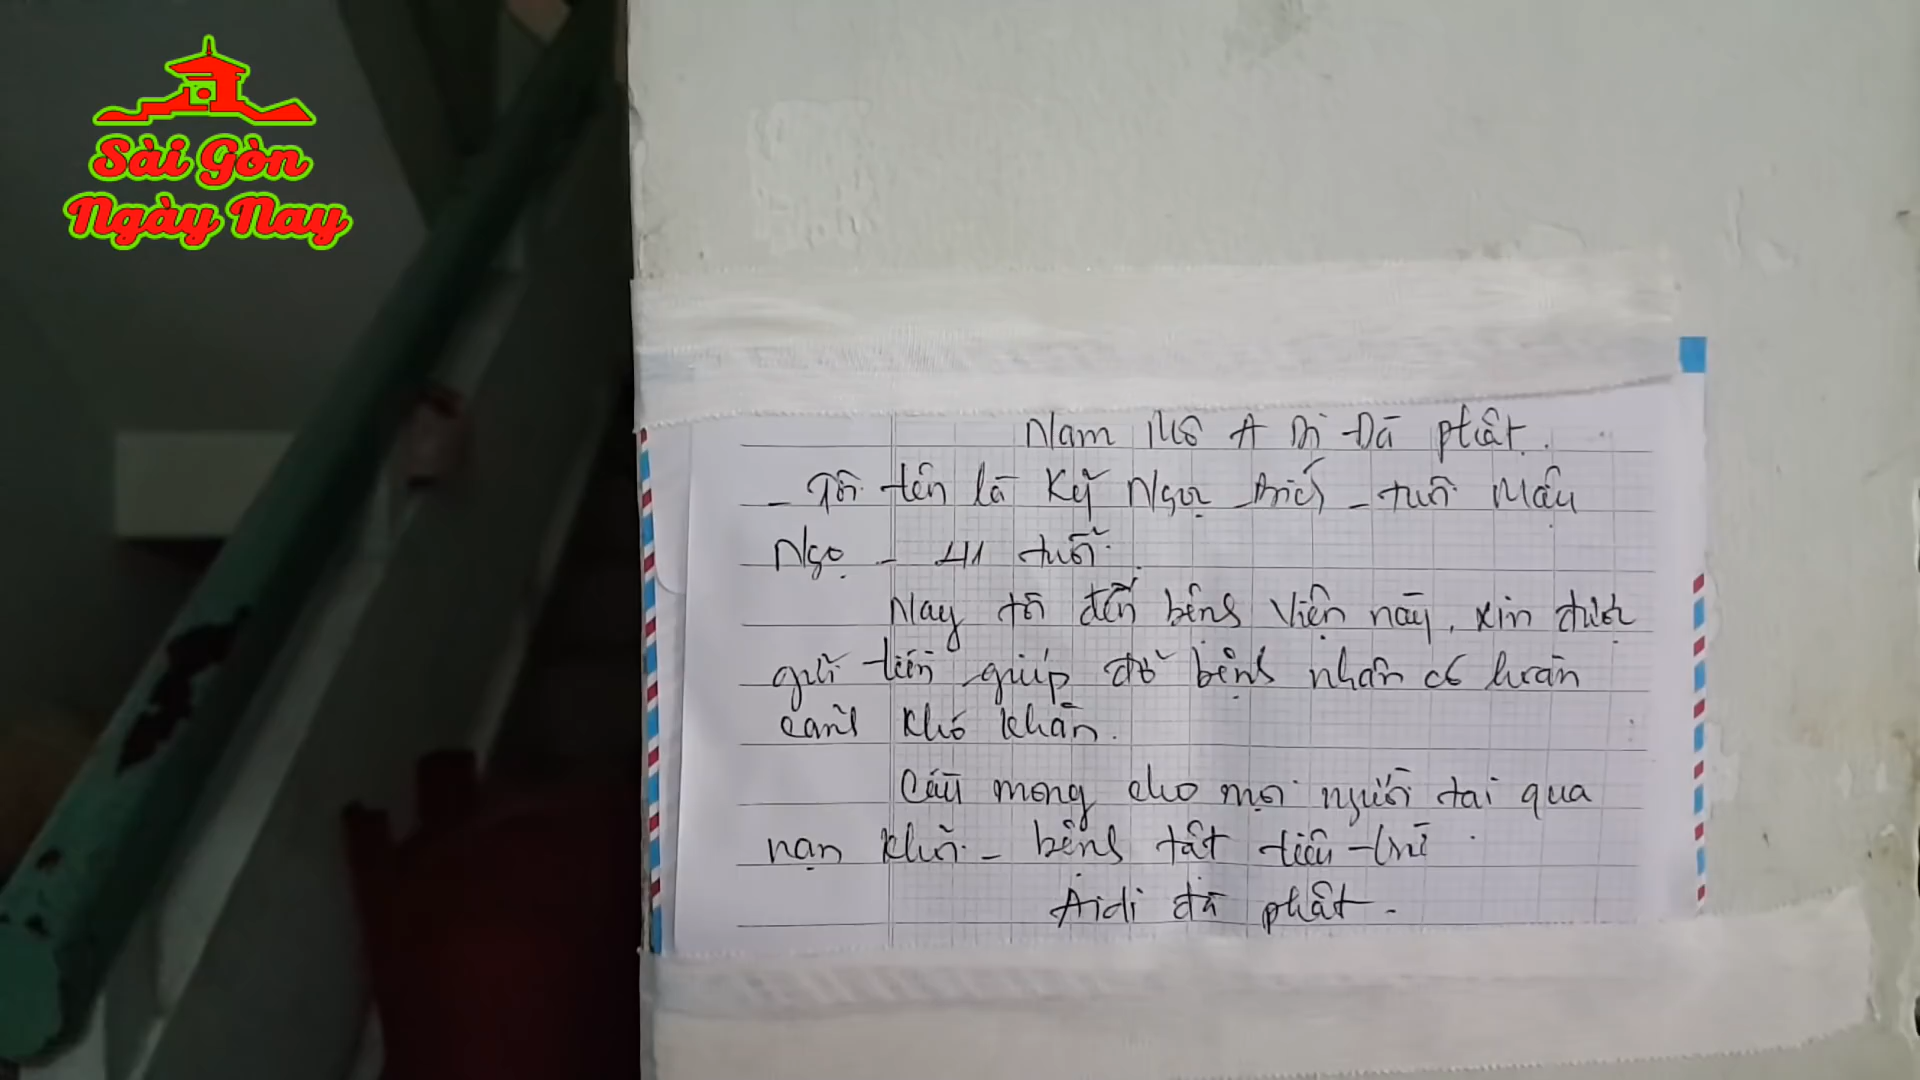 Sài Gòn
Ngày Nay
Nam Mô A Di Đà phật.
- Tôi tên là Kỹ Ngọc Bích - tuổi Mậu
Ngọ - 41 tuổi.
Nay tôi đến bệnh viện này, xin được
gửi tiền giúp đỡ bệnh nhân có hoàn
cảnh khó khăn.
Cầu mong cho mọi người tai qua
nạn khỏi - bệnh tật tiêu trừ.
Aidi đà phật.